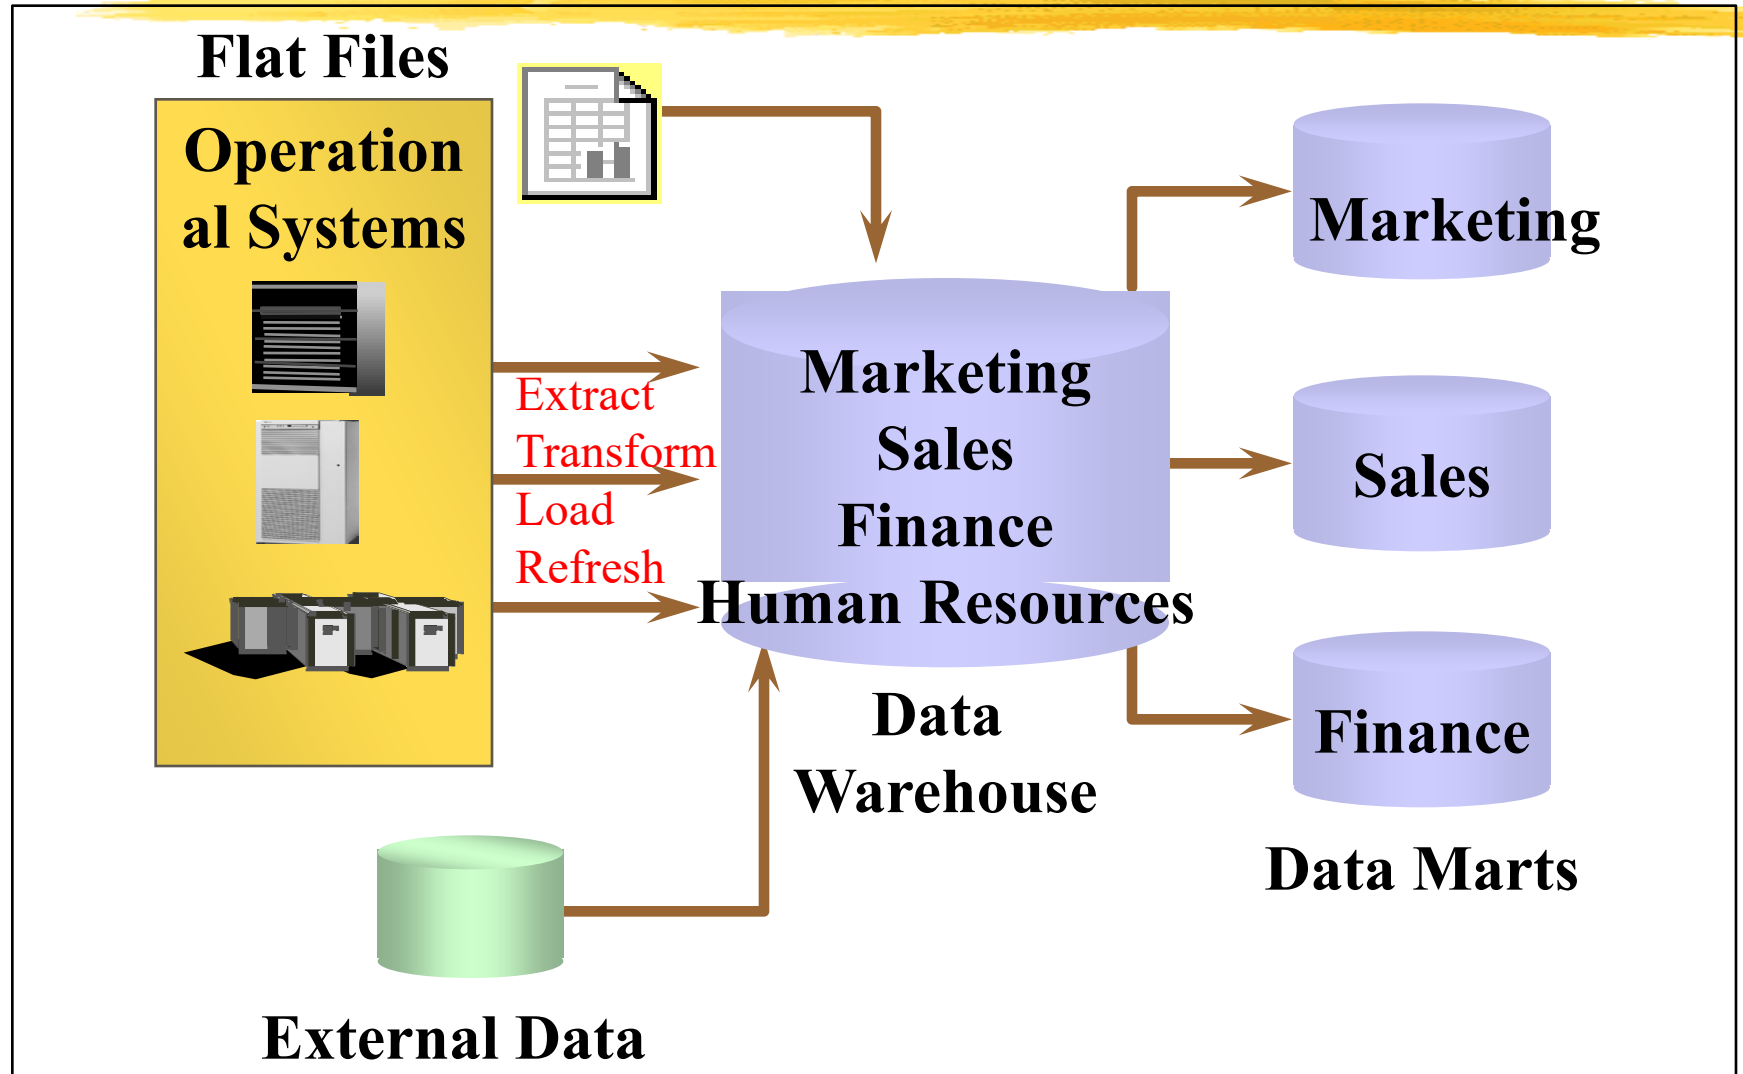 Flat Files
Operation
al Systems
Extract
Transform
Load
Refresh
Marketing
Sales
Finance
Human Resources
Data
Warehouse
Marketing
Sales
Finance
Data Marts
External Data